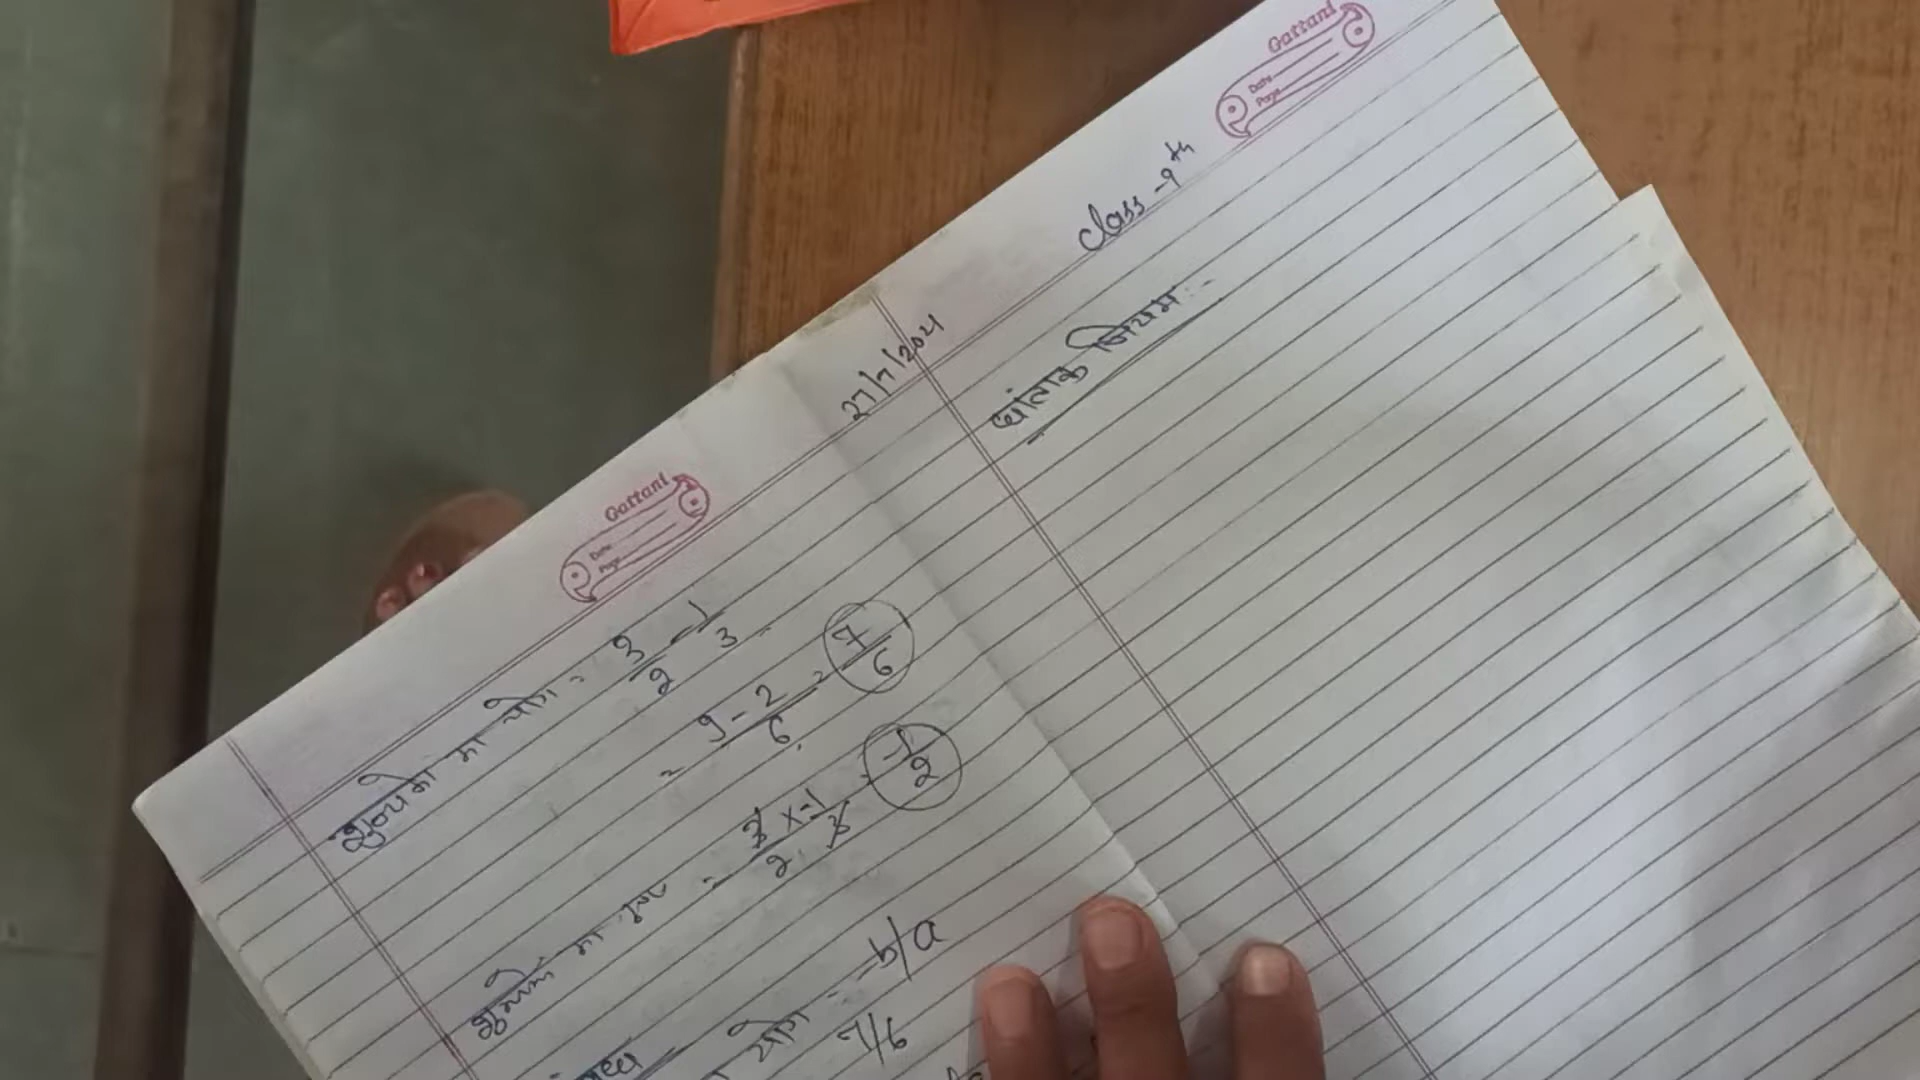 Gattani
Date
Page
शून्यको का योग = 3/2 - 1/3
= 9 - 2 / 6 = 7/6
शून्यको का गुणन = 3/2 × -1/3 = -1/2
योग = -b/a
7/6
Gattani
Date
Page
27/7/2021
Class - 9th
घांताक नियम :-